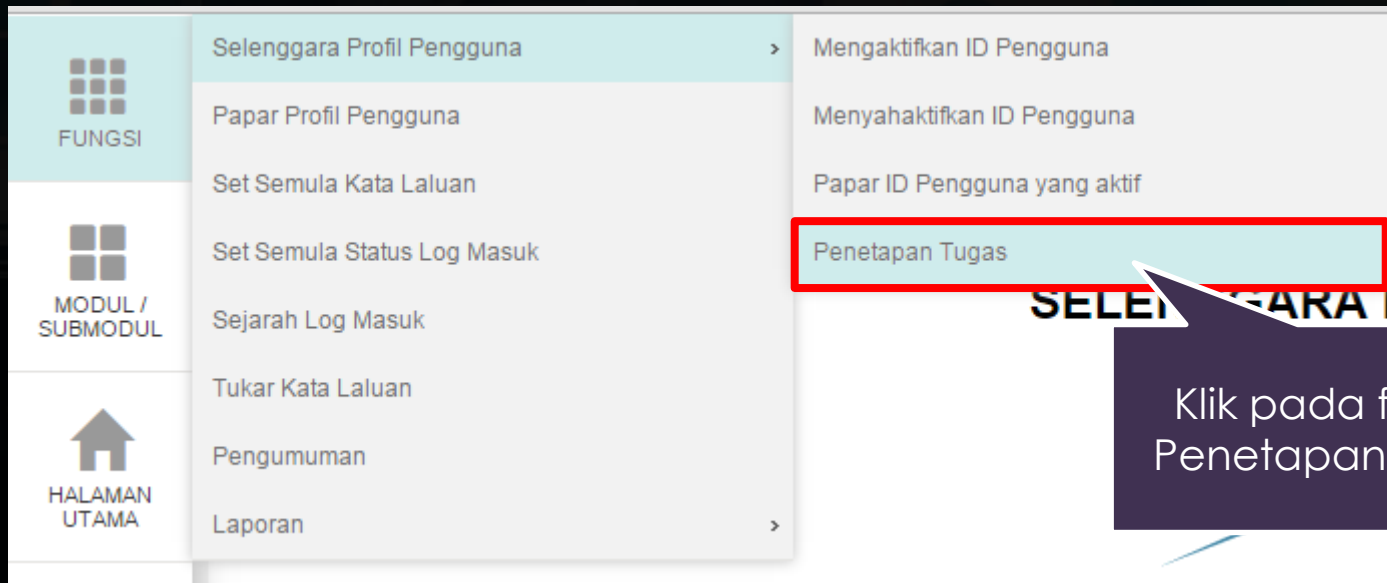 FUNGSI
MODUL /
SUBMODUL
HALAMAN
UTAMA
Selenggara Profil Pengguna
Papar Profil Pengguna
Set Semula Kata Laluan
Set Semula Status Log Masuk
Sejarah Log Masuk
Tukar Kata Laluan
Pengumuman
Laporan
Mengaktifkan ID Pengguna
Menyahaktifkan ID Pengguna
Papar ID Pengguna yang aktif
Penetapan Tugas
Klik pada
Penetapan